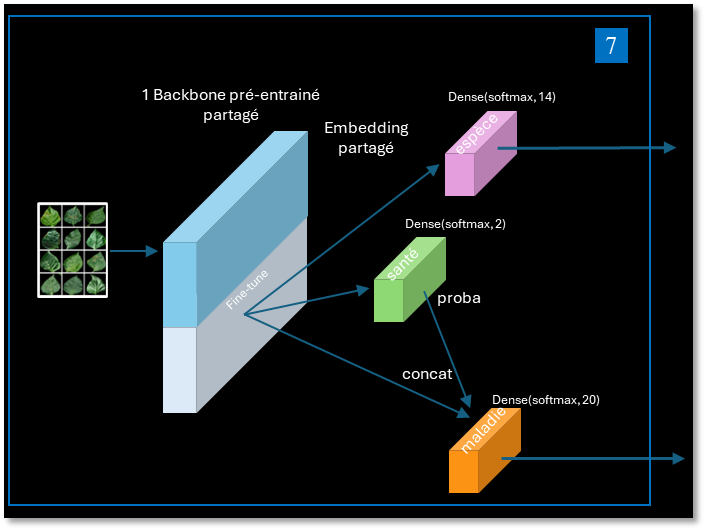 7
1 Backbone pré-entrainé
partagé
Embedding
partagé
Dense(softmax, 14)
espèce
Dense(softmax, 2)
santé
Fine-tune
proba
concat
Dense(softmax, 20)
maladie